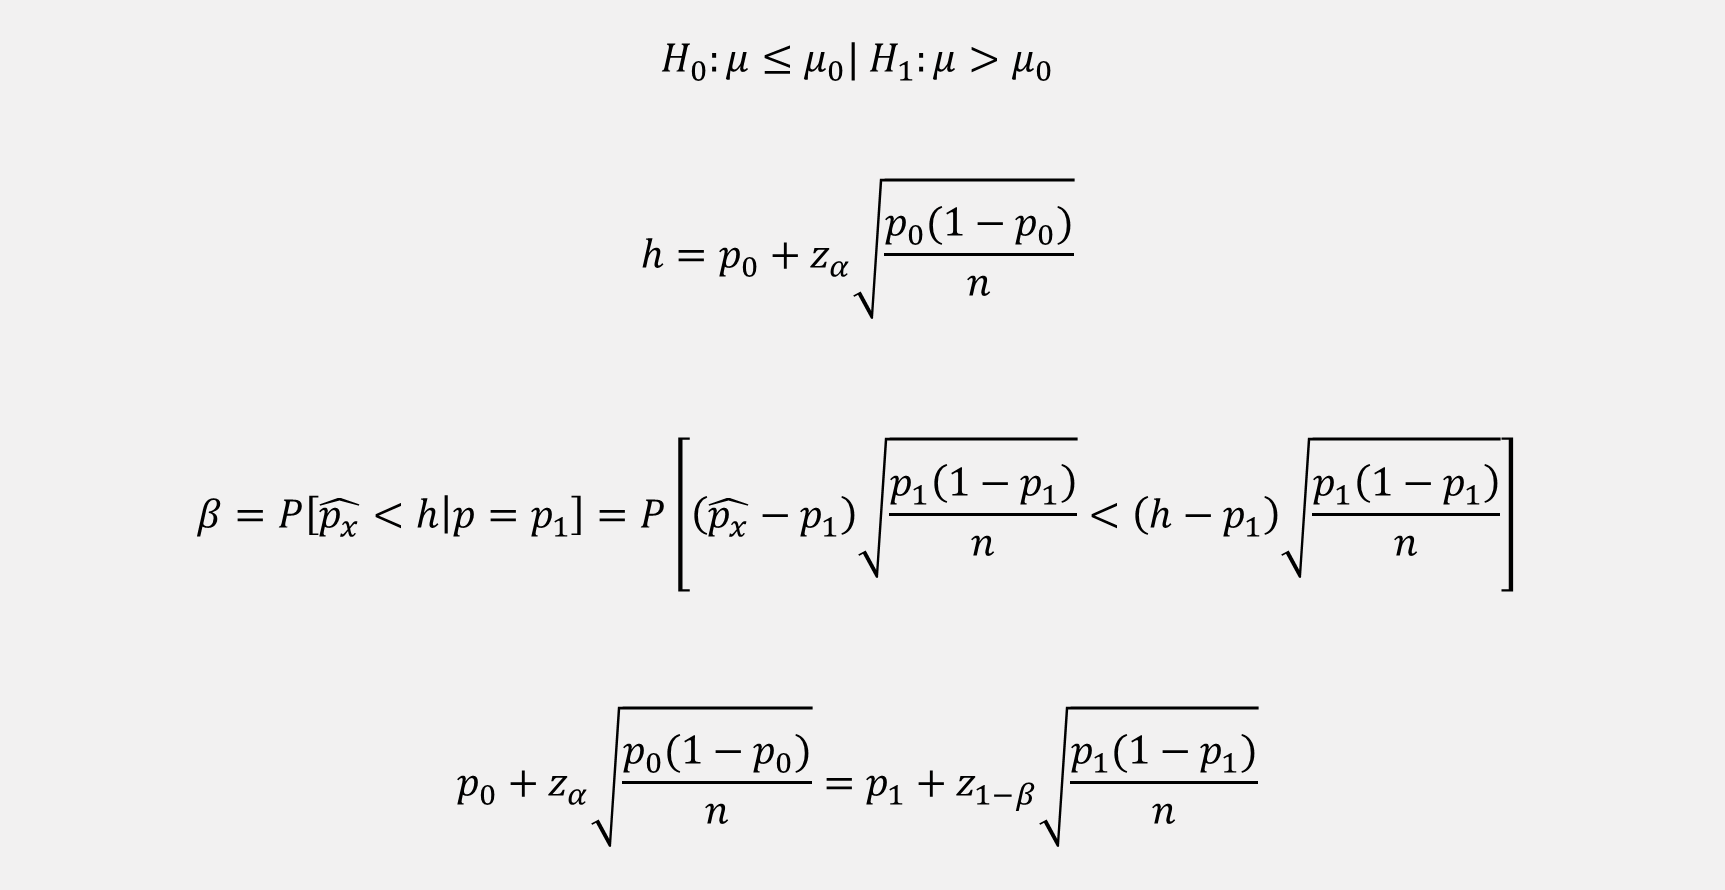 H₀: μ ≤ μ₀| H₁: μ > μ₀
h = p₀ + z_α √(p₀(1 − p₀)/n)
β = P[p̂ₓ < h|p = p₁] = P[(p̂ₓ − p₁)√(p₁(1 − p₁)/n) < (h − p₁)√(p₁(1 − p₁)/n)]
p₀ + z_α √(p₀(1 − p₀)/n) = p₁ + z_{1−β} √(p₁(1 − p₁)/n)